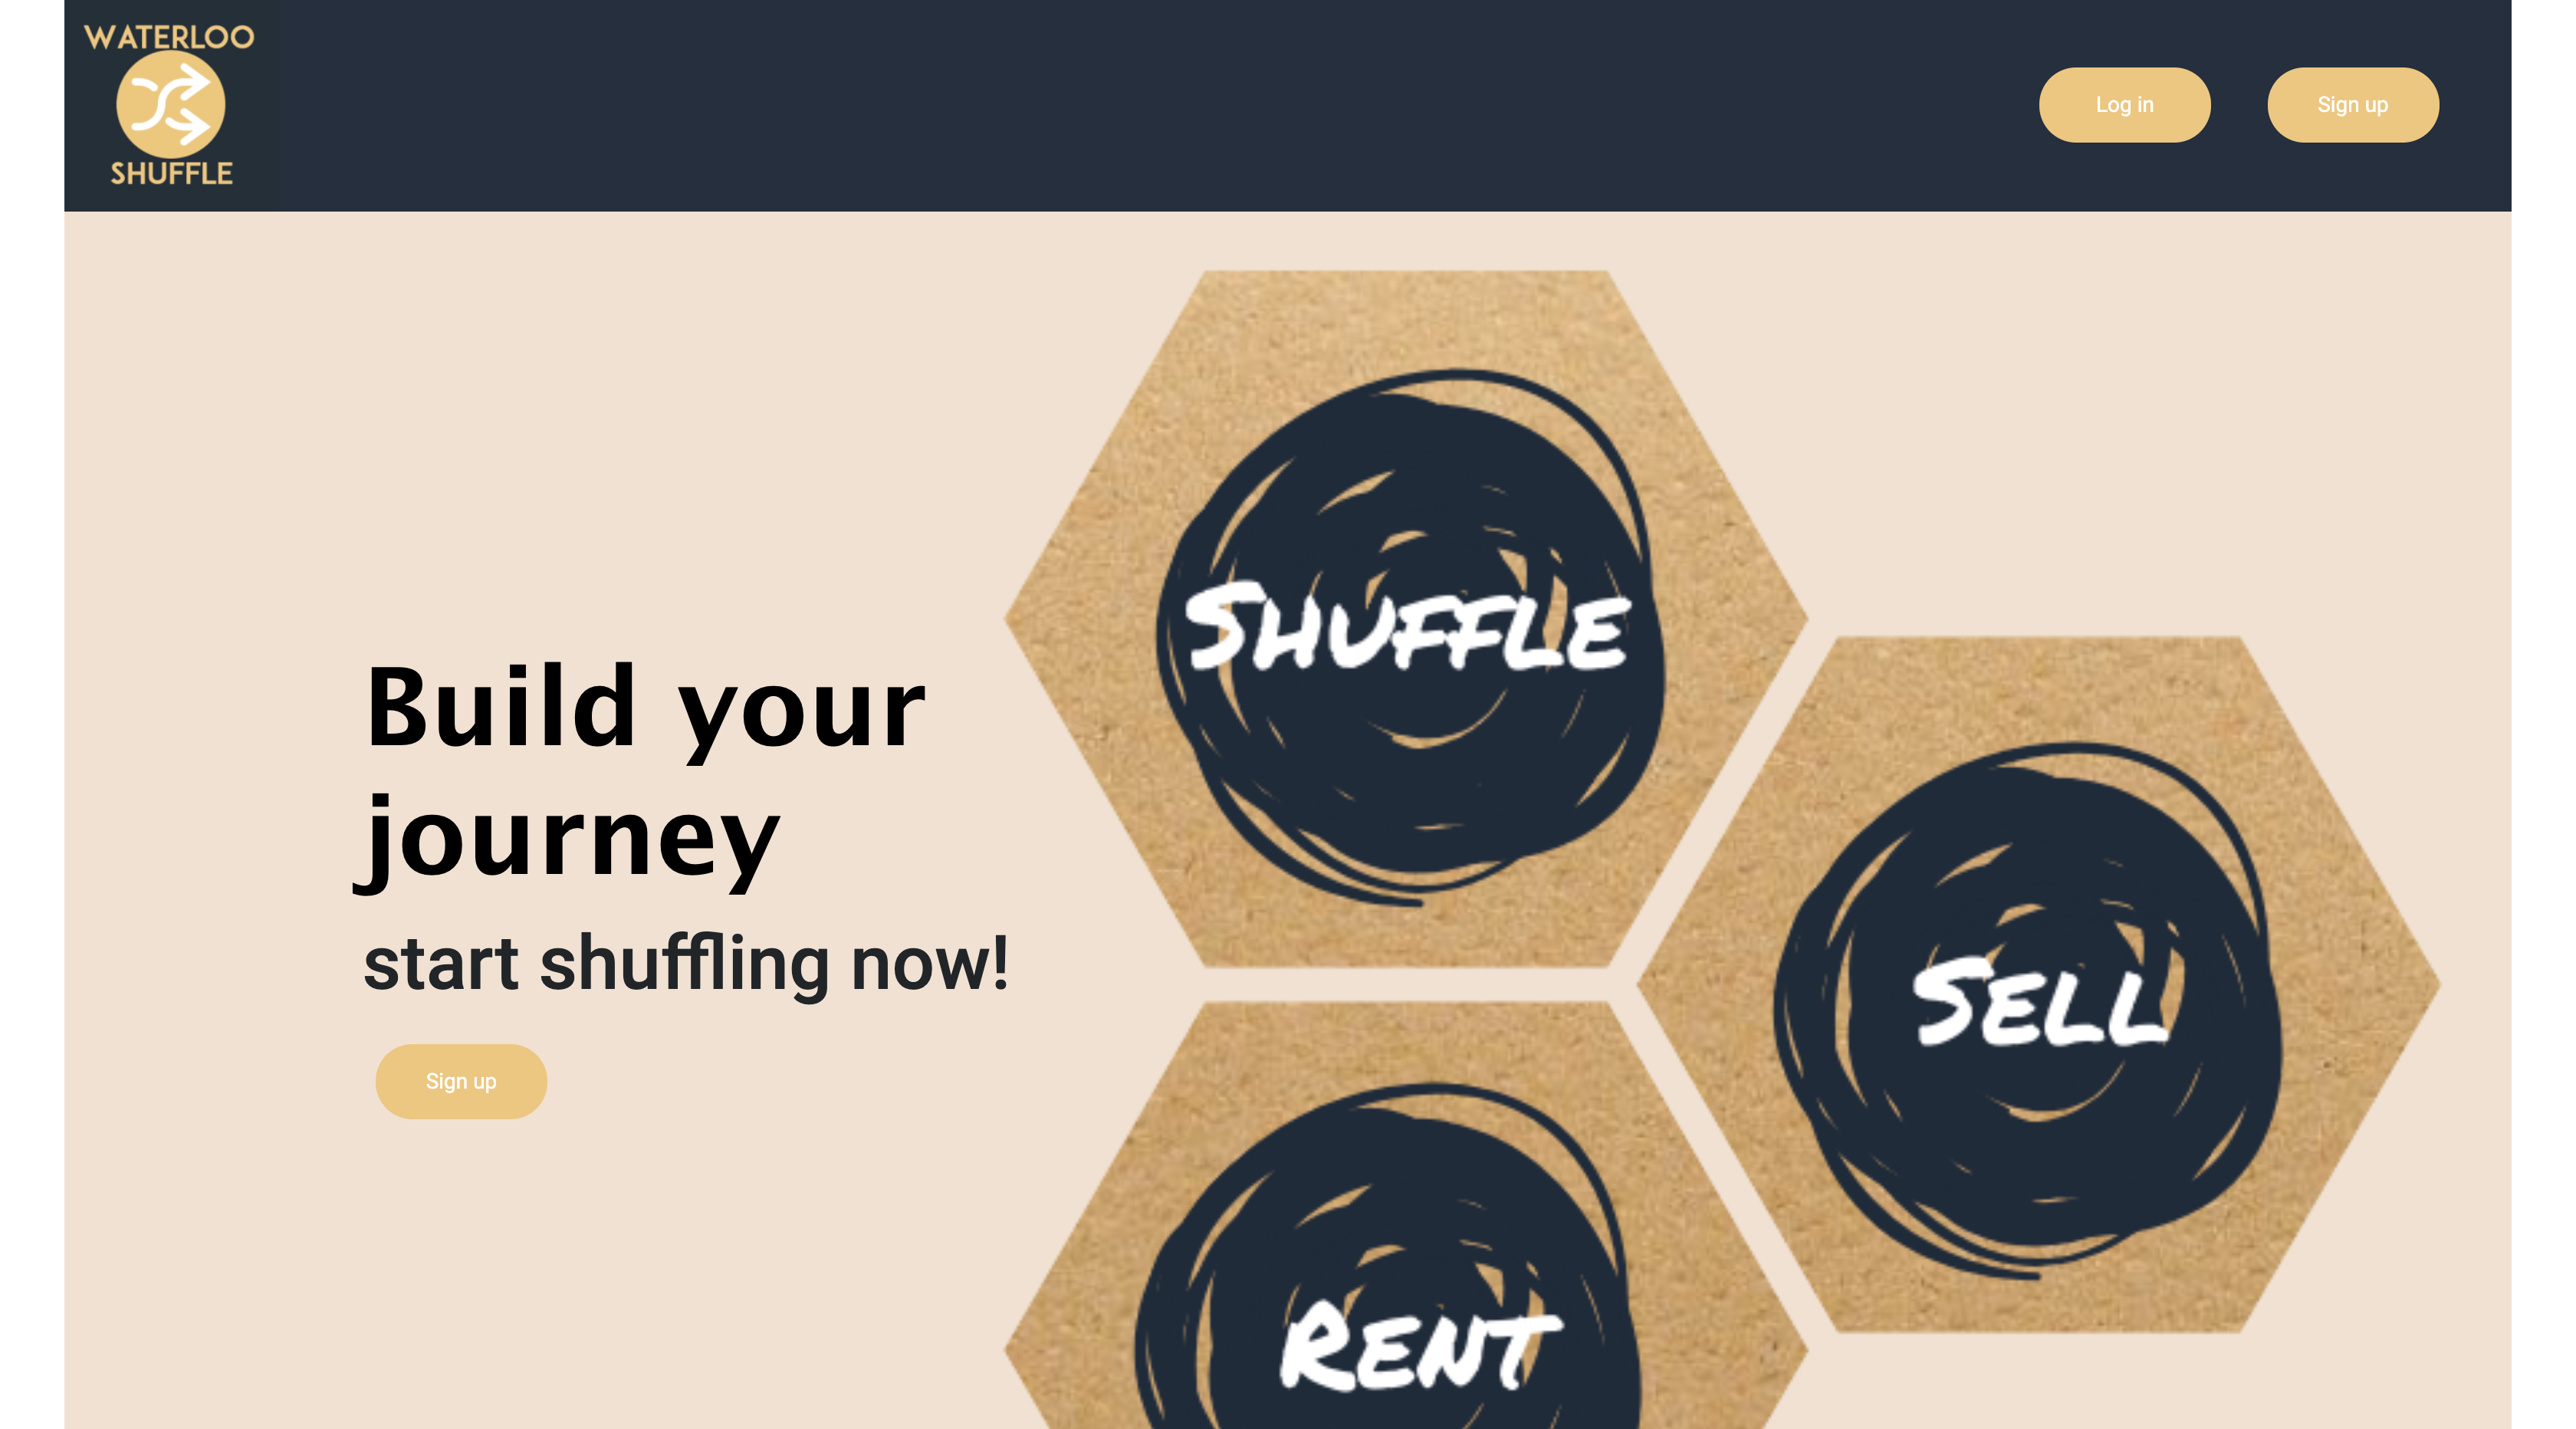 WATERLOO
SHUFFLE
Log in
Sign up
Build your
journey
start shuffling now!
Sign up
SHUFFLE
SELL
RENT